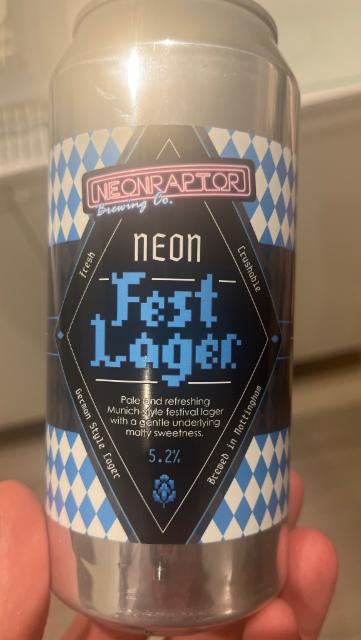 NEONRAPTOR
Brewing Co.
NEON
Fresh
Crushable
Fest
Lager
Pale and refreshing
Munich-style festival lager
with a gentle underlying
malty sweetness.
5.2%
German Style Lager
Brewed in Nottingham